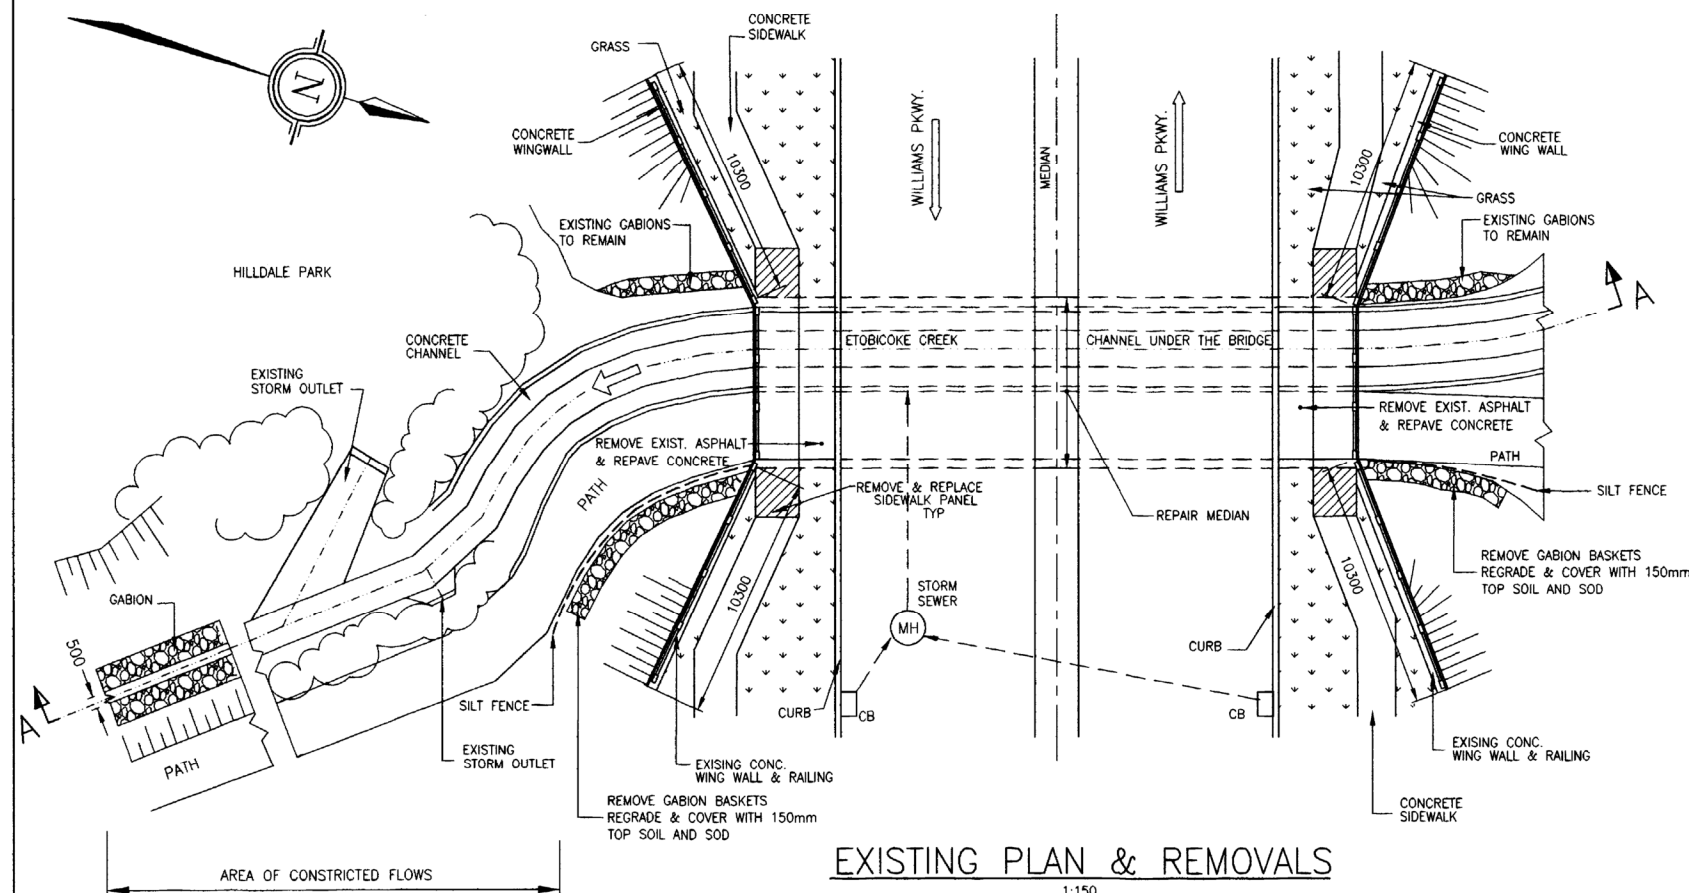 CONCRETE
SIDEWALK
GRASS
N
CONCRETE
WINGWALL
10300
WILLIAMS PKWY.
MEDIAN
WILLIAMS PKWY.
10300
CONCRETE
WING WALL
GRASS
EXISTING GABIONS
TO REMAIN
EXISTING GABIONS
TO REMAIN
HILLDALE PARK
A
CONCRETE
CHANNEL
ETOBICOKE CREEK
CHANNEL UNDER THE BRIDGE
EXISTING
STORM OUTLET
REMOVE EXIST. ASPHALT
& REPAVE CONCRETE
REMOVE EXIST. ASPHALT
& REPAVE CONCRETE
PATH
PATH
REMOVE & REPLACE
SIDEWALK PANEL
TYP
SILT FENCE
REPAIR MEDIAN
REMOVE GABION BASKETS
REGRADE & COVER WITH 150mm
TOP SOIL AND SOD
10300
10300
STORM
SEWER
MH
GABION
500
CURB
A
SILT FENCE
CURB
CB
CB
PATH
EXISTING
STORM OUTLET
EXISING CONC.
WING WALL & RAILING
EXISING CONC.
WING WALL & RAILING
REMOVE GABION BASKETS
REGRADE & COVER WITH 150mm
TOP SOIL AND SOD
CONCRETE
SIDEWALK
AREA OF CONSTRICTED FLOWS
EXISTING PLAN & REMOVALS
1:150